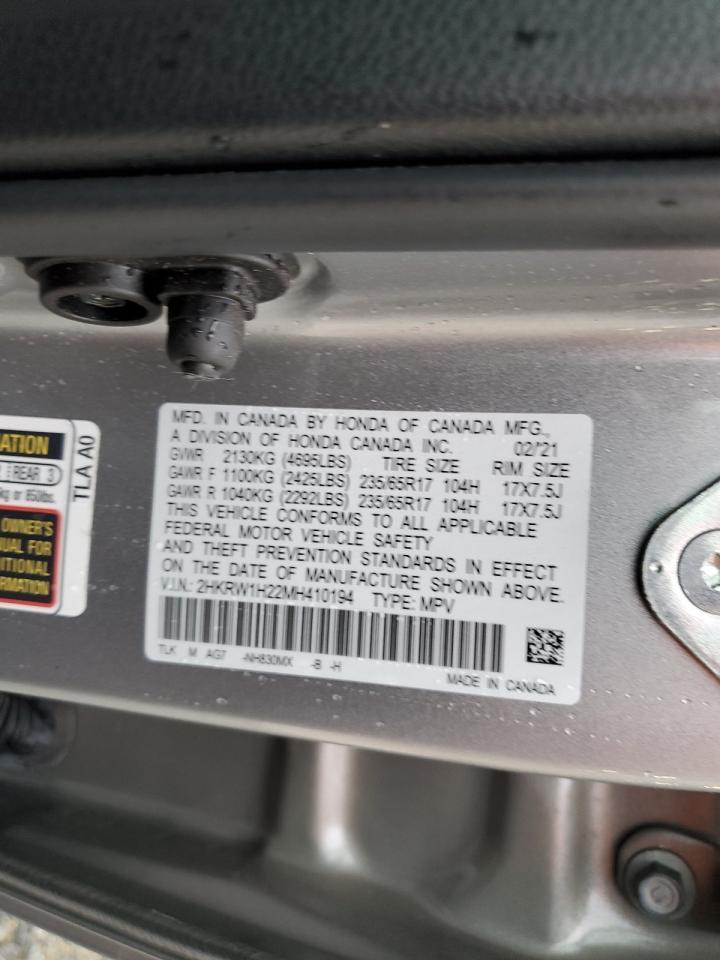 ATION
REAR 3
kg or 850lbs.
OWNER'S
UAL FOR
ITIONAL
RMATION
TLA A0
MFD. IN CANADA BY HONDA OF CANADA MFG.,
A DIVISION OF HONDA CANADA INC. 02/'21
GVWR 2130KG (4695LBS) TIRE SIZE RIM SIZE
GAWR F 1100KG (2425LBS) 235/65R17 104H 17X7.5J
GAWR R 1040KG (2292LBS) 235/65R17 104H 17X7.5J
THIS VEHICLE CONFORMS TO ALL APPLICABLE
FEDERAL MOTOR VEHICLE SAFETY
AND THEFT PREVENTION STANDARDS IN EFFECT
ON THE DATE OF MANUFACTURE SHOWN ABOVE.
V.I.N.: 2HKRW1H22MH410194 TYPE: MPV
TLK M AG7 -NH830MX -B -H
MADE IN CANADA